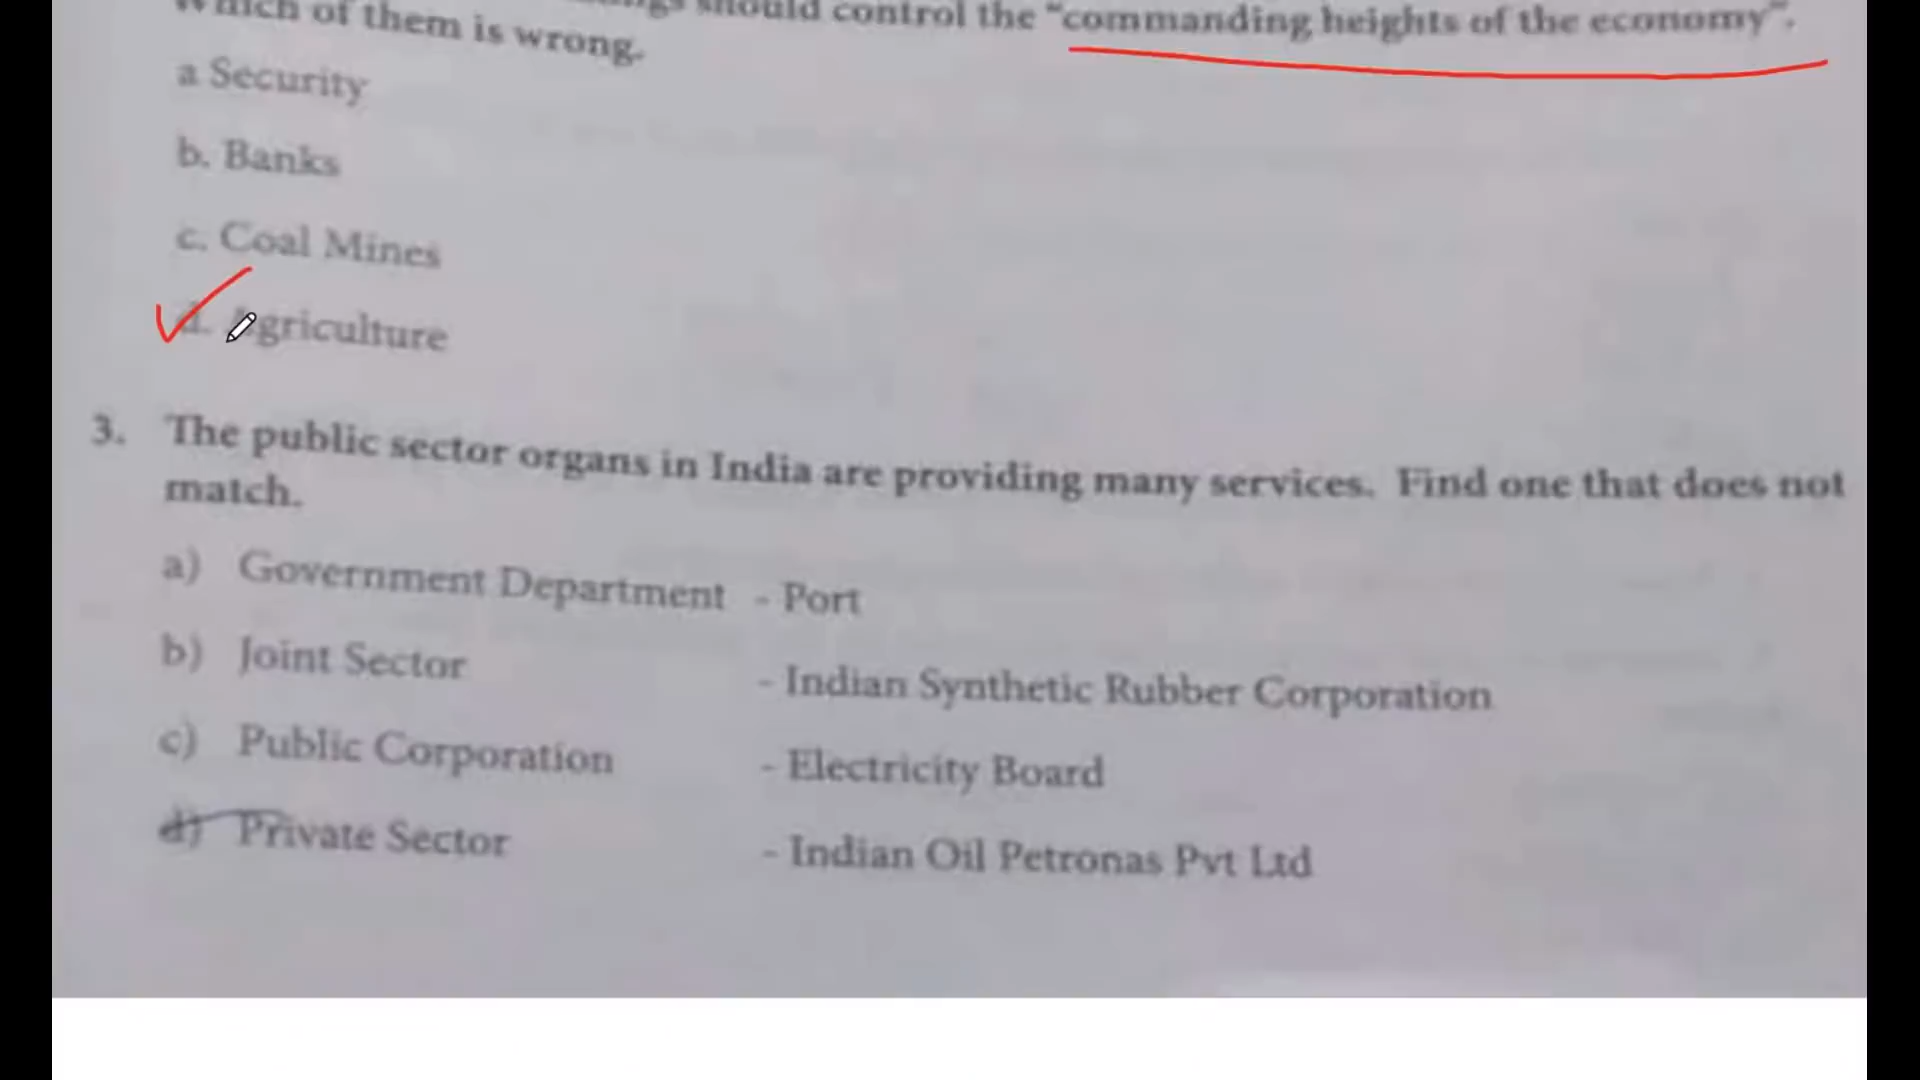 should control the “commanding heights of the economy”.
Which of them is wrong.
a Security
b. Banks
c. Coal Mines
d. Agriculture
3. The public sector organs in India are providing many services. Find one that does not
match.
a) Government Department - Port
b) Joint Sector - Indian Synthetic Rubber Corporation
c) Public Corporation - Electricity Board
d) Private Sector - Indian Oil Petronas Pvt Ltd